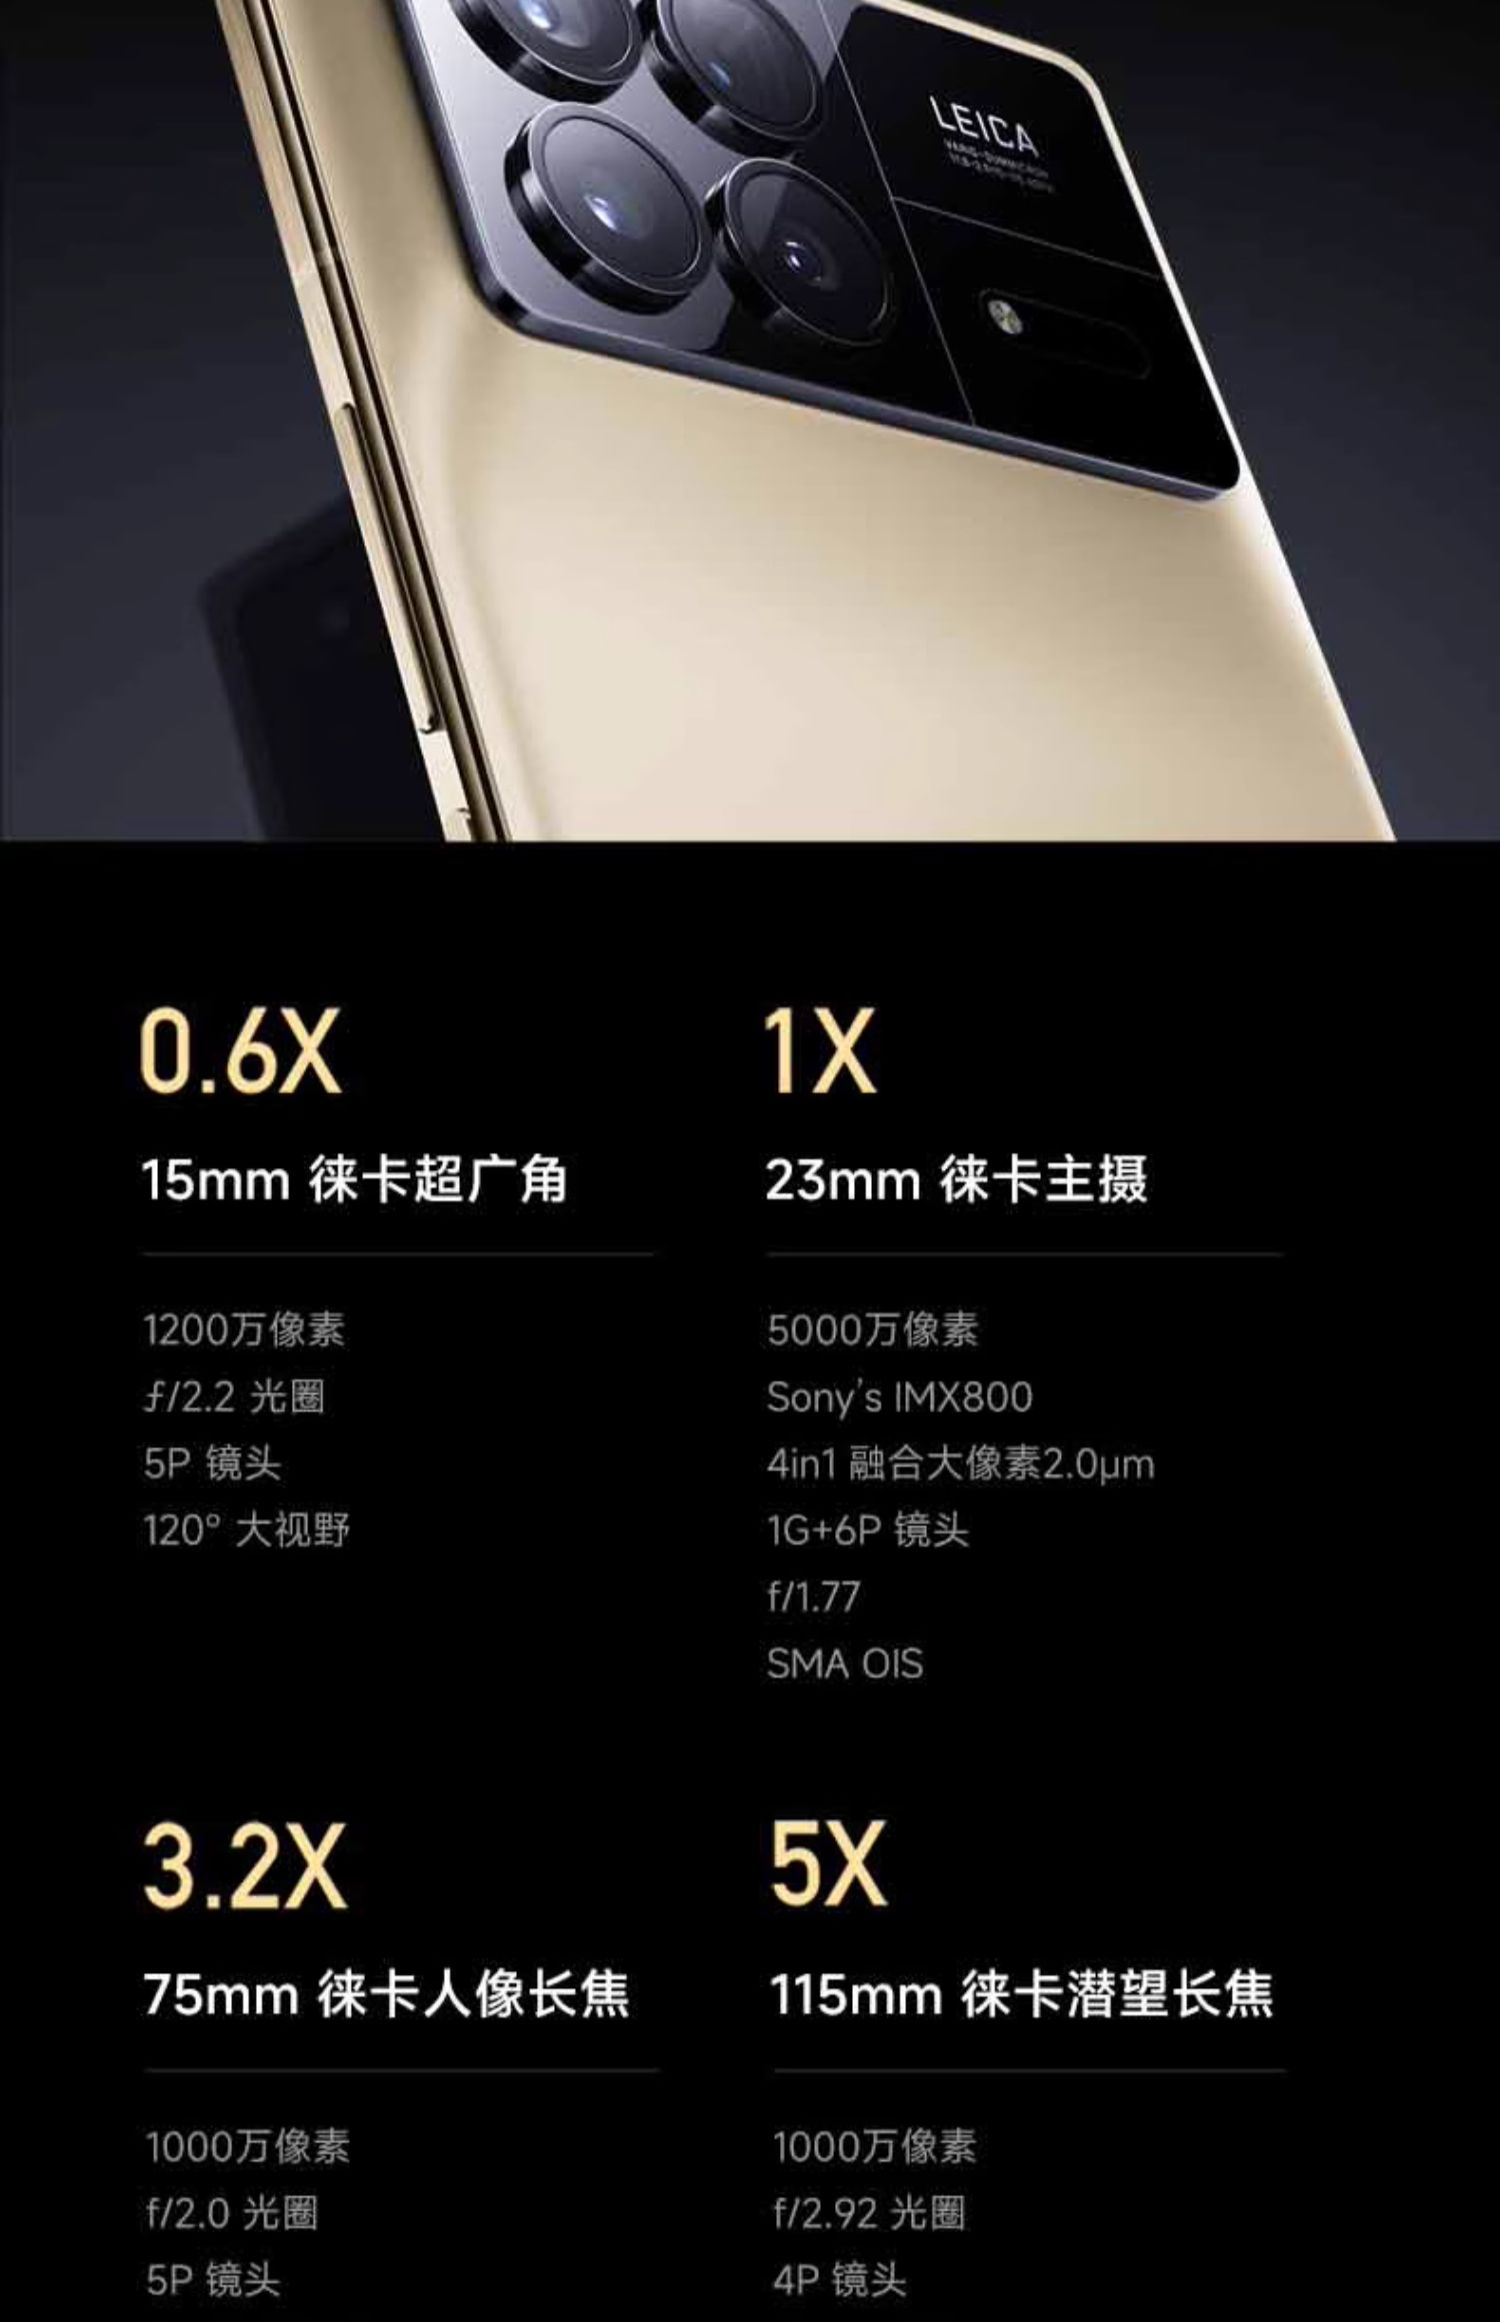 LEICA
0.6X
15mm 徕卡超广角
1200万像素
ƒ/2.2 光圈
5P 镜头
120° 大视野
1X
23mm 徕卡主摄
5000万像素
Sony's IMX800
4in1 融合大像素2.0μm
1G+6P 镜头
f/1.77
SMA OIS
3.2X
75mm 徕卡人像长焦
1000万像素
f/2.0 光圈
5P 镜头
5X
115mm 徕卡潜望长焦
1000万像素
f/2.92 光圈
4P 镜头